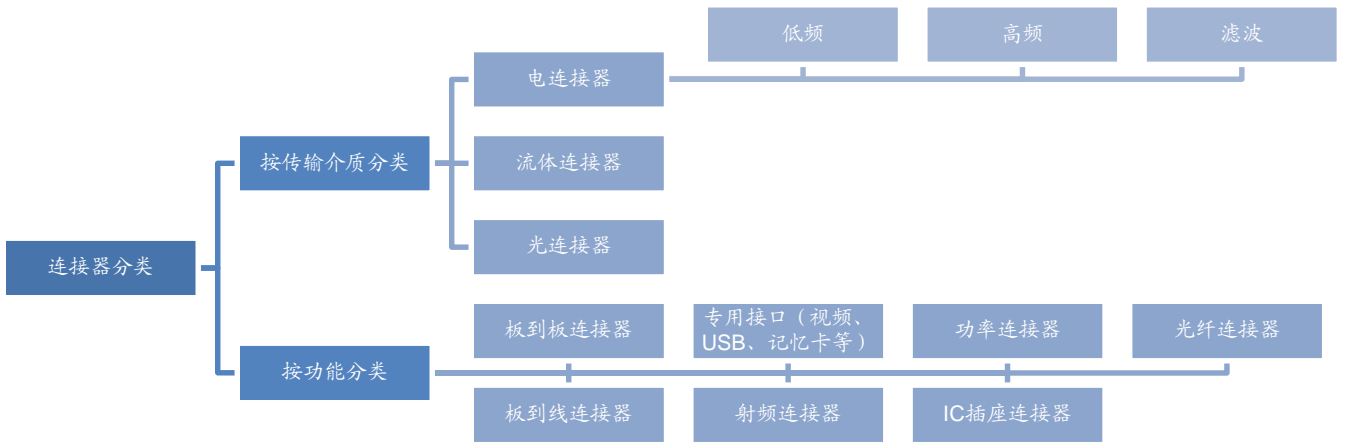 低频
高频
滤波
电连接器
按传输介质分类
流体连接器
光连接器
连接器分类
板到板连接器
专用接口（视频、
USB、记忆卡等）
功率连接器
光纤连接器
按功能分类
板到线连接器
射频连接器
IC插座连接器